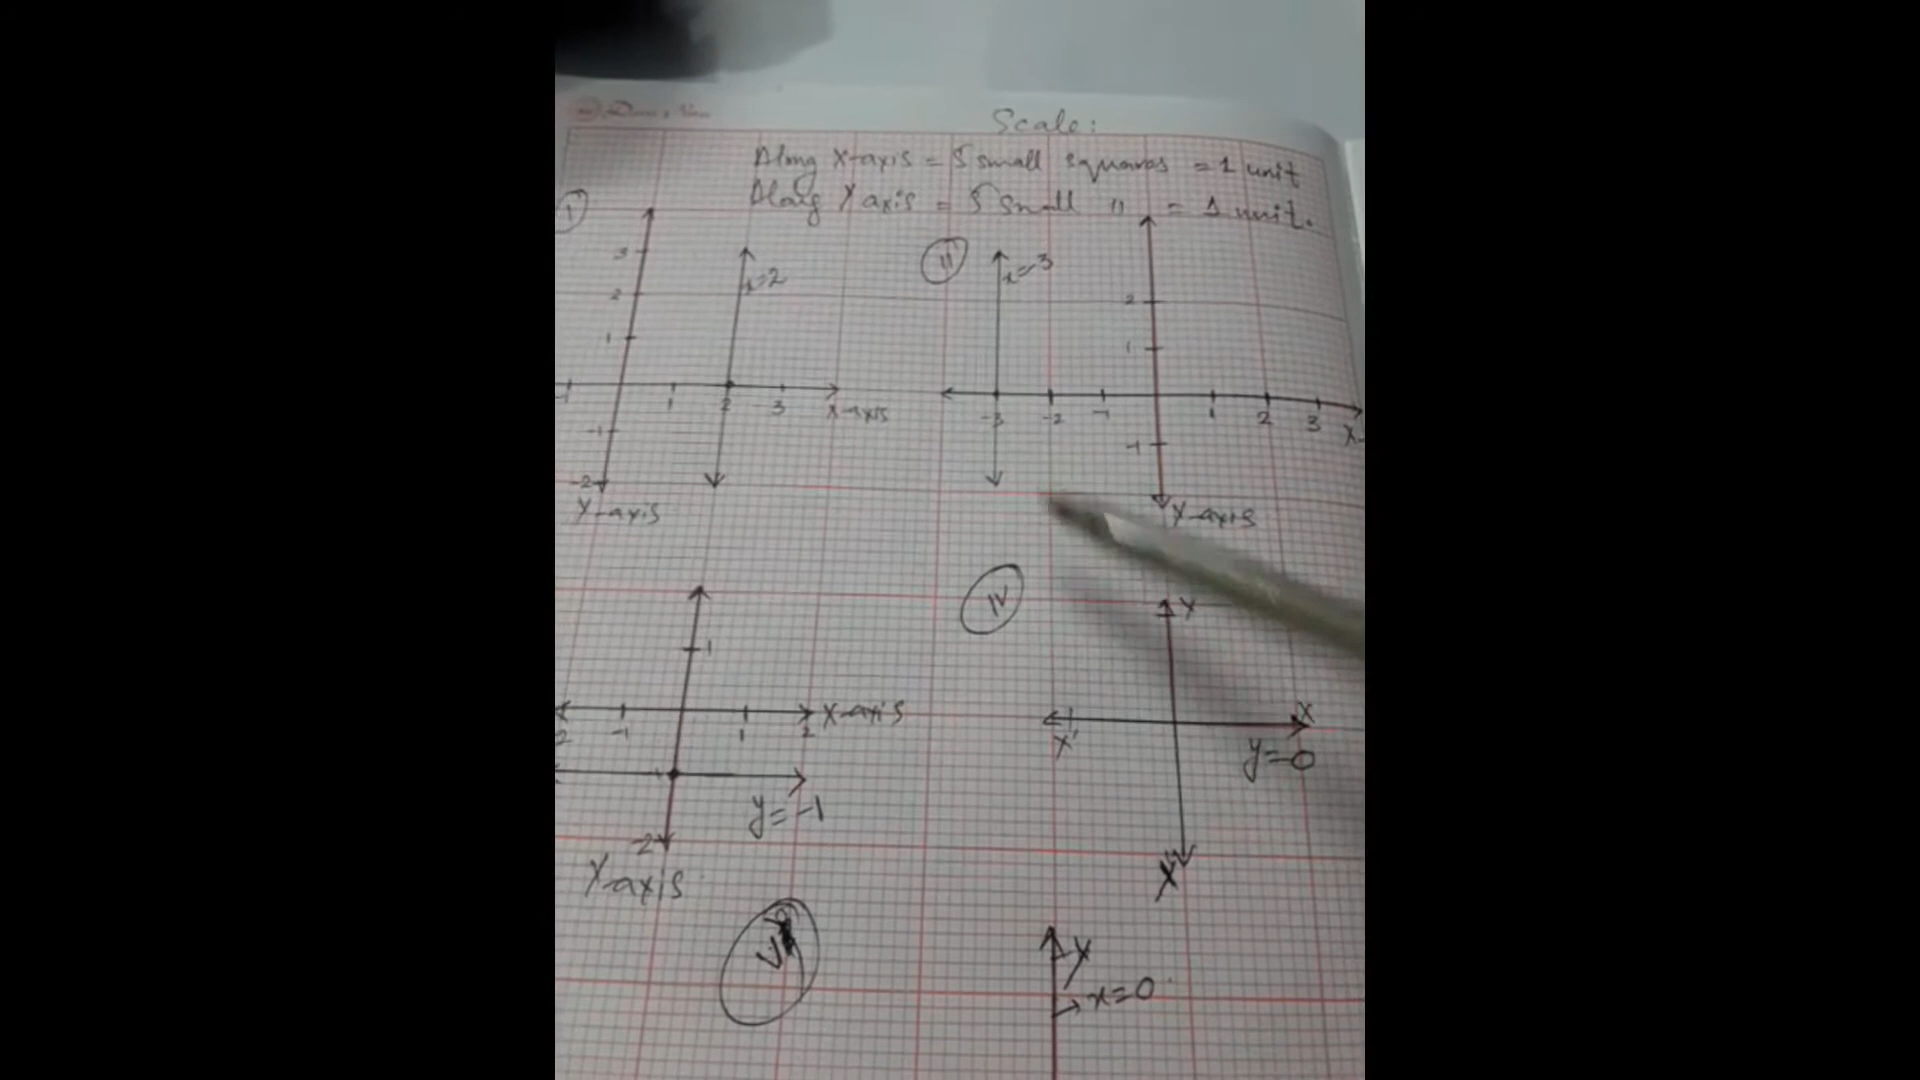 Scale:
Along X-axis = 5 small squares = 1 unit
Along Y axis = 5 small " = 1 unit.
I
3
2
1
x=2
-1 1 2 3 X-axis
-1
-2
Y-axis
II
x=-3
2
1
-3 -2 -1 1 2 3 X-
-1
Y-axis
1
X-axis
2 -1 1 2
y=-1
-2
Y-axis
IV
Y
X
X'
y=0
Y'
V
Y
x=0